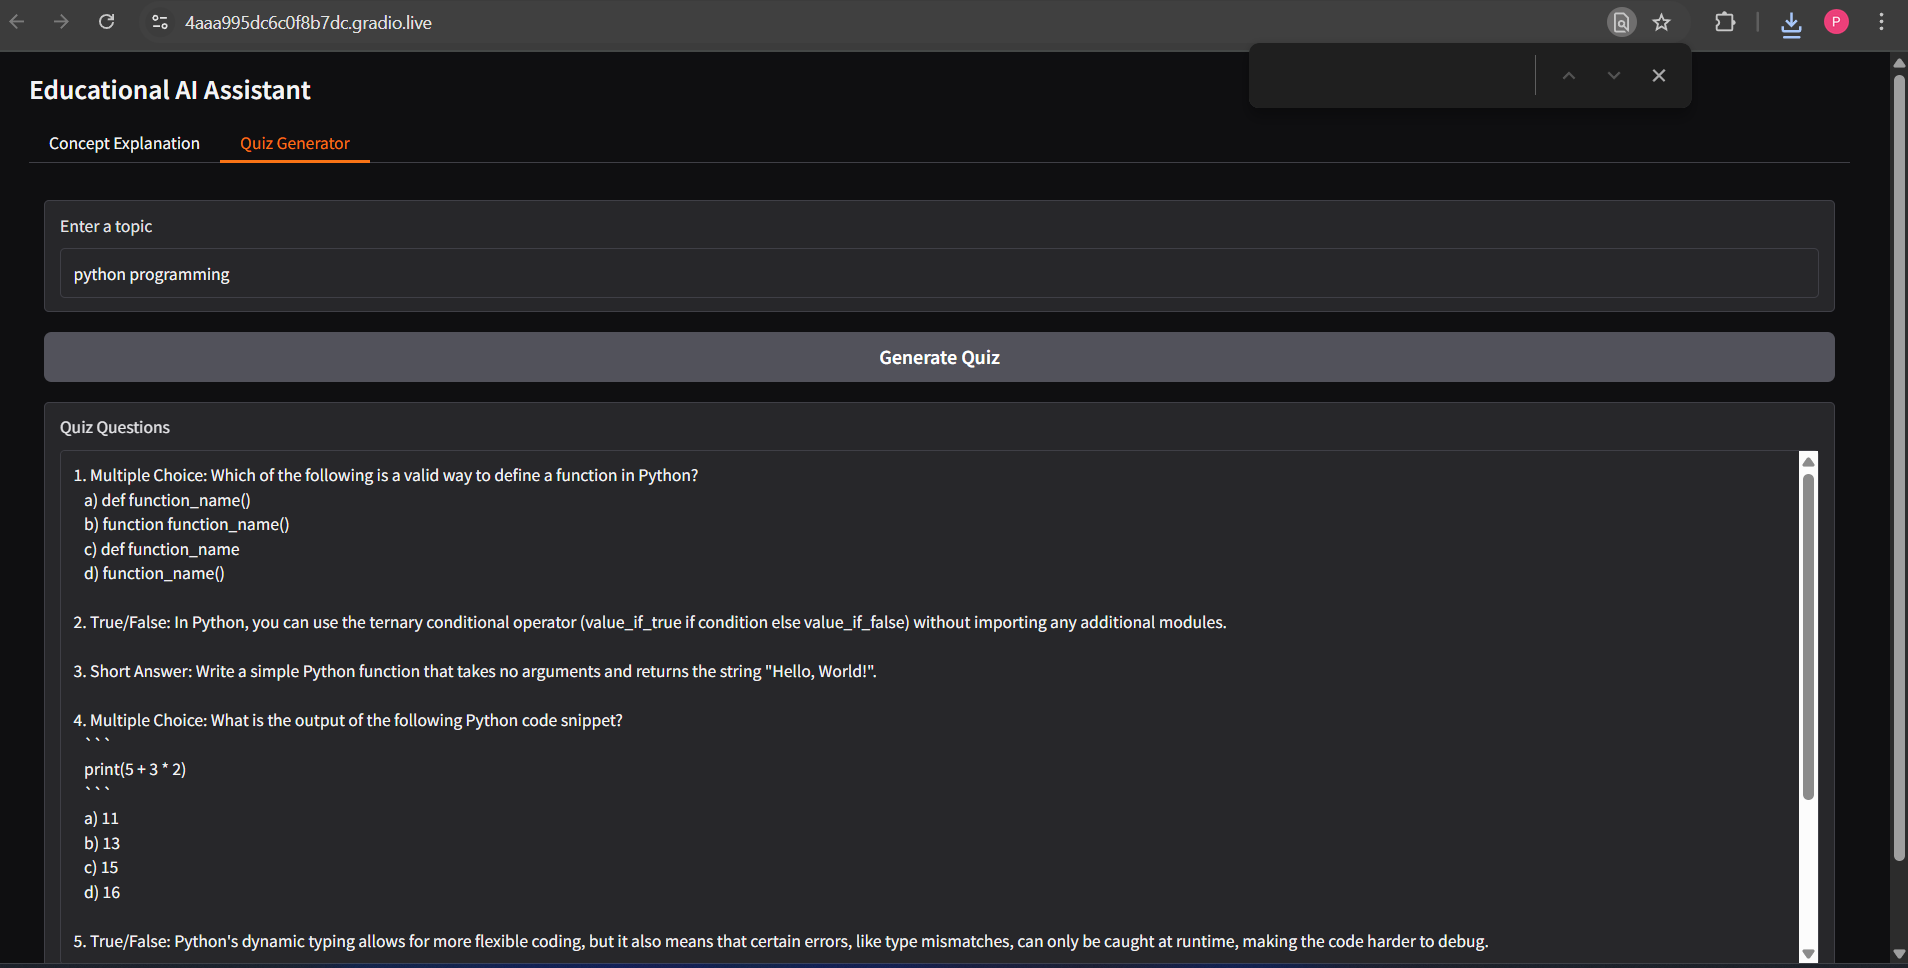 4aaa995dc6c0f8b7dc.gradio.live
P
Educational AI Assistant
Concept Explanation
Quiz Generator
Enter a topic
python programming
Generate Quiz
Quiz Questions
1. Multiple Choice: Which of the following is a valid way to define a function in Python?
a) def function_name()
b) function function_name()
c) def function_name
d) function_name()
2. True/False: In Python, you can use the ternary conditional operator (value_if_true if condition else value_if_false) without importing any additional modules.
3. Short Answer: Write a simple Python function that takes no arguments and returns the string "Hello, World!".
4. Multiple Choice: What is the output of the following Python code snippet?
```
print(5 + 3 * 2)
```
a) 11
b) 13
c) 15
d) 16
5. True/False: Python's dynamic typing allows for more flexible coding, but it also means that certain errors, like type mismatches, can only be caught at runtime, making the code harder to debug.